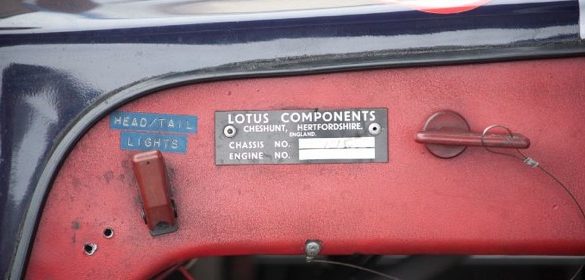 HEAD/TAIL
LIGHTS
LOTUS COMPONENTS
CHESHUNT, HERTFORDSHIRE,
ENGLAND.
CHASSIS NO.
ENGINE NO.